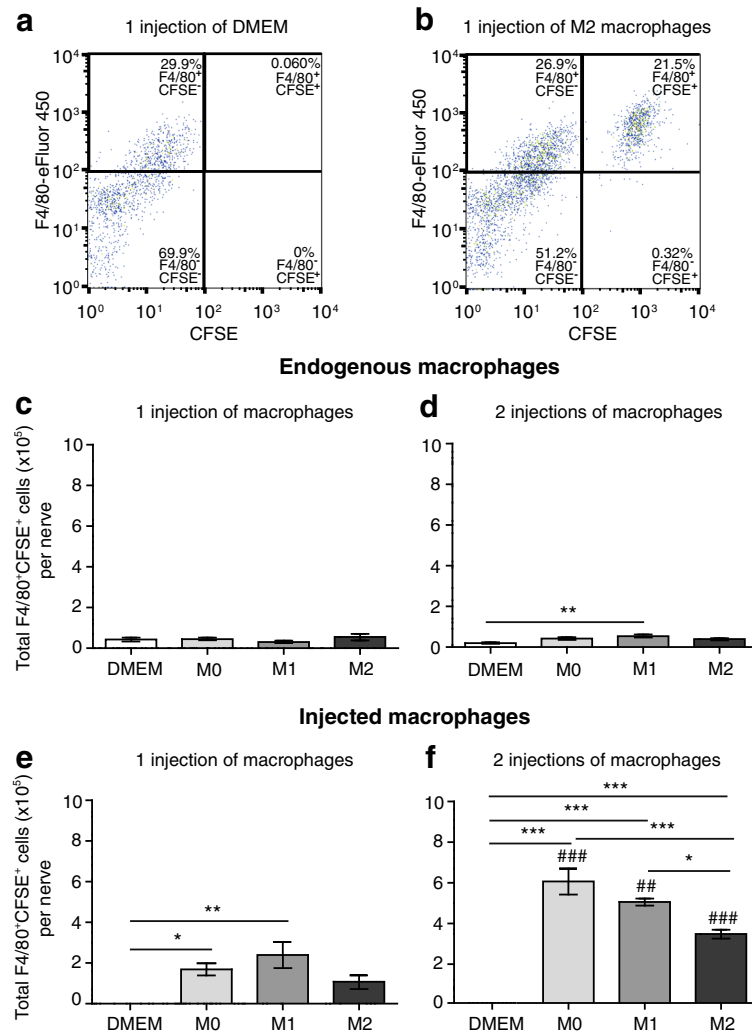 a
1 injection of DMEM
b
1 injection of M2 macrophages
F4/80-eFluor 450
10⁴
10³
10²
10¹
10⁰
29.9%
F4/80⁺
CFSE⁻
0.060%
F4/80⁺
CFSE⁺
69.9%
F4/80⁻
CFSE⁻
0%
F4/80⁻
CFSE⁺
10⁰ 10¹ 10² 10³ 10⁴
CFSE
F4/80-eFluor 450
10⁴
10³
10²
10¹
10⁰
26.9%
F4/80⁺
CFSE⁻
21.5%
F4/80⁺
CFSE⁺
51.2%
F4/80⁻
CFSE⁻
0.32%
F4/80⁻
CFSE⁺
10⁰ 10¹ 10² 10³ 10⁴
CFSE
Endogenous macrophages
c
1 injection of macrophages
Total F4/80⁺CFSE⁺ cells (x10⁵)
per nerve
10
8
6
4
2
0
DMEM M0 M1 M2
d
2 injections of macrophages
10
8
6
4
2
0
**
DMEM M0 M1 M2
Injected macrophages
e
1 injection of macrophages
Total F4/80⁺CFSE⁺ cells (x10⁵)
per nerve
10
8
6
4
2
0
**
*
DMEM M0 M1 M2
f
2 injections of macrophages
10
8
6
4
2
0
***
***
*** ***
*
###
##
###
DMEM M0 M1 M2